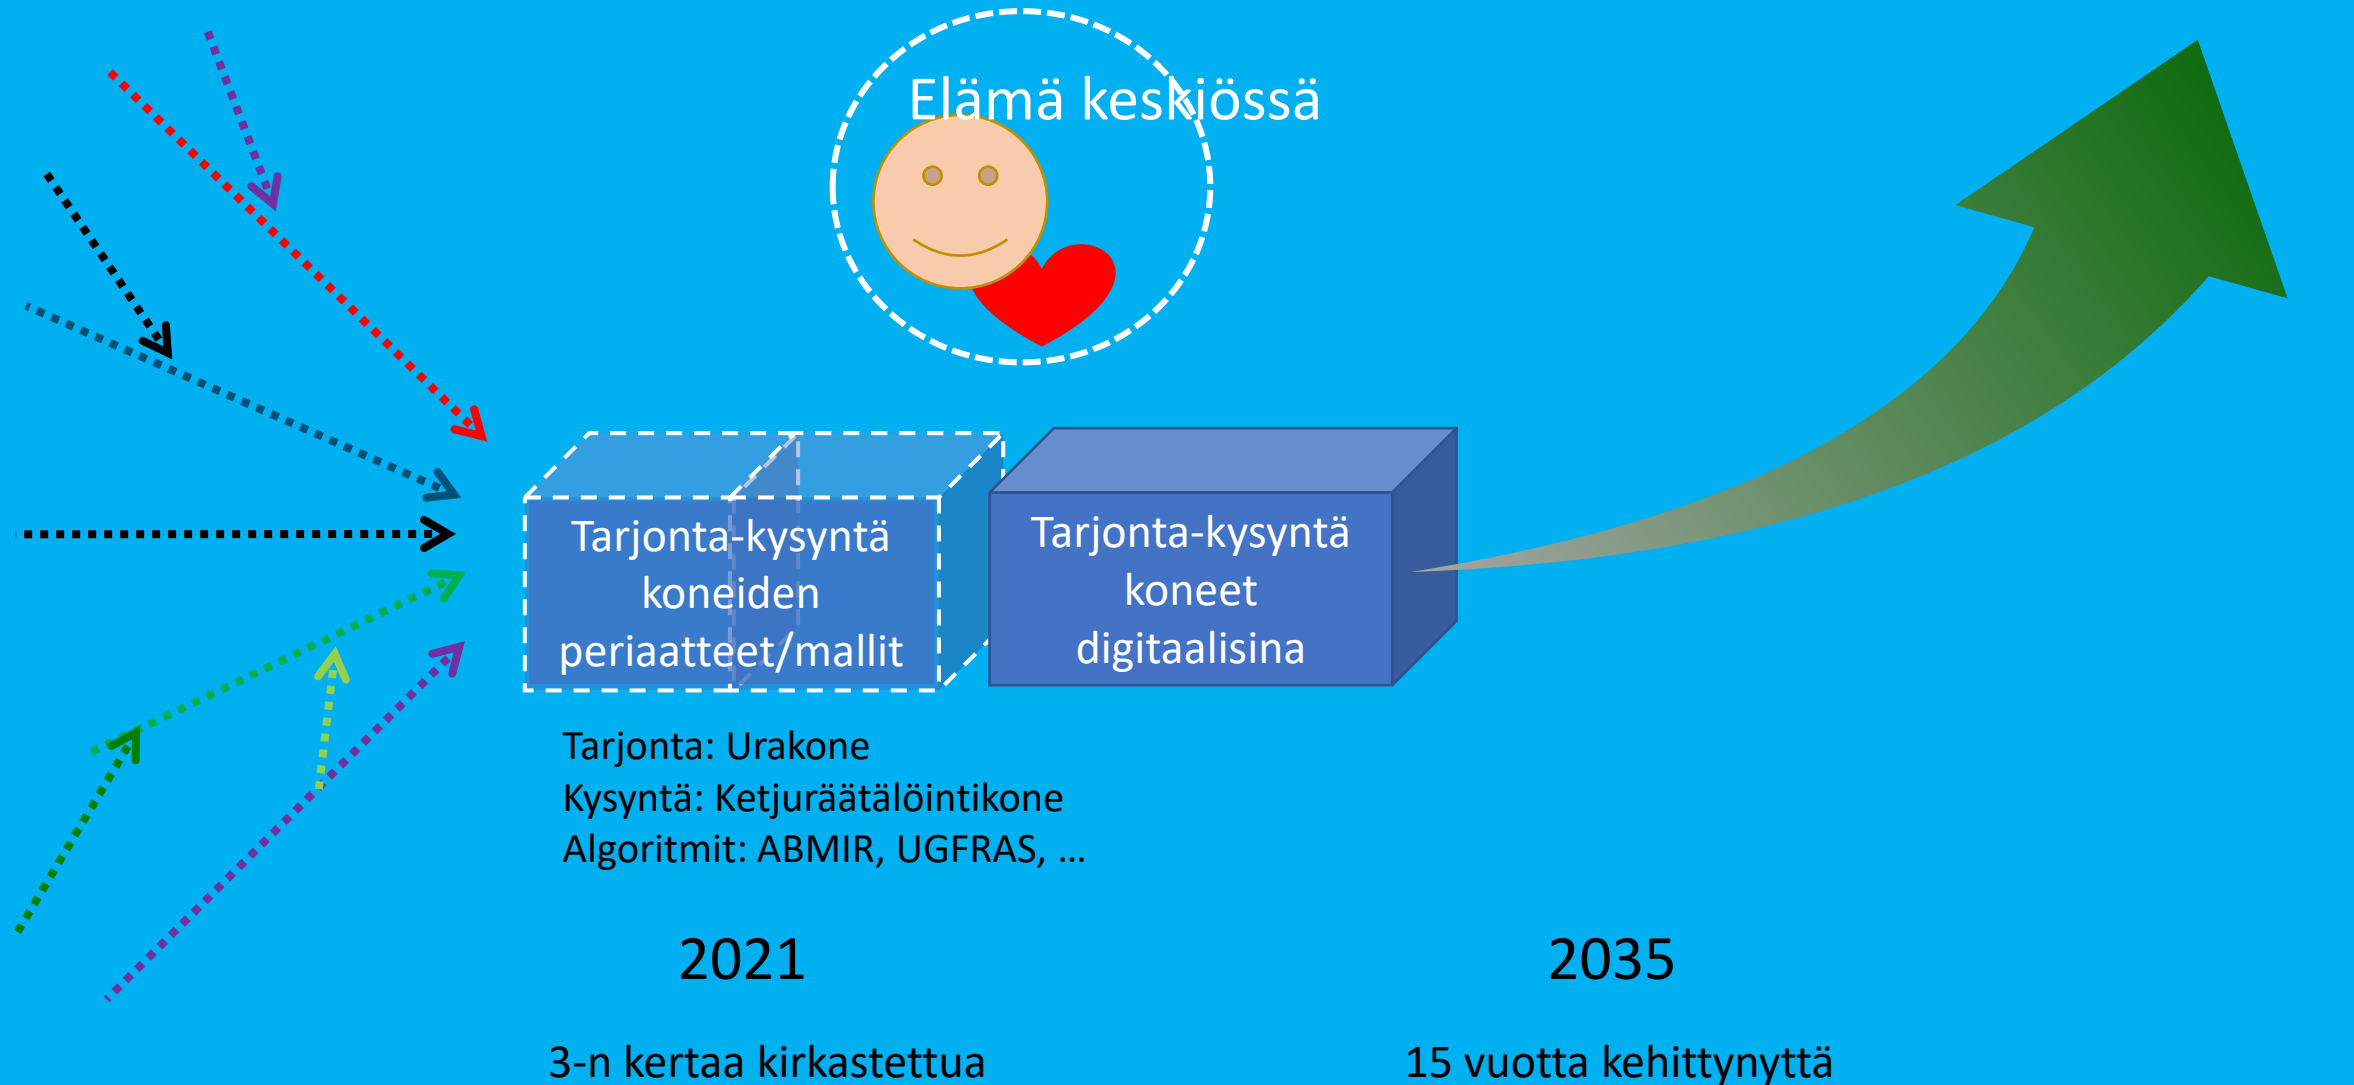 Elämä keskiössä
Tarjonta-kysyntä
koneiden
periaatteet/mallit
Tarjonta-kysyntä
koneet
digitaalisina
Tarjonta: Urakone
Kysyntä: Ketjuräätälöintikone
Algoritmit: ABMIR, UGFRAS, …
2021
2035
3-n kertaa kirkastettua
15 vuotta kehittynyttä